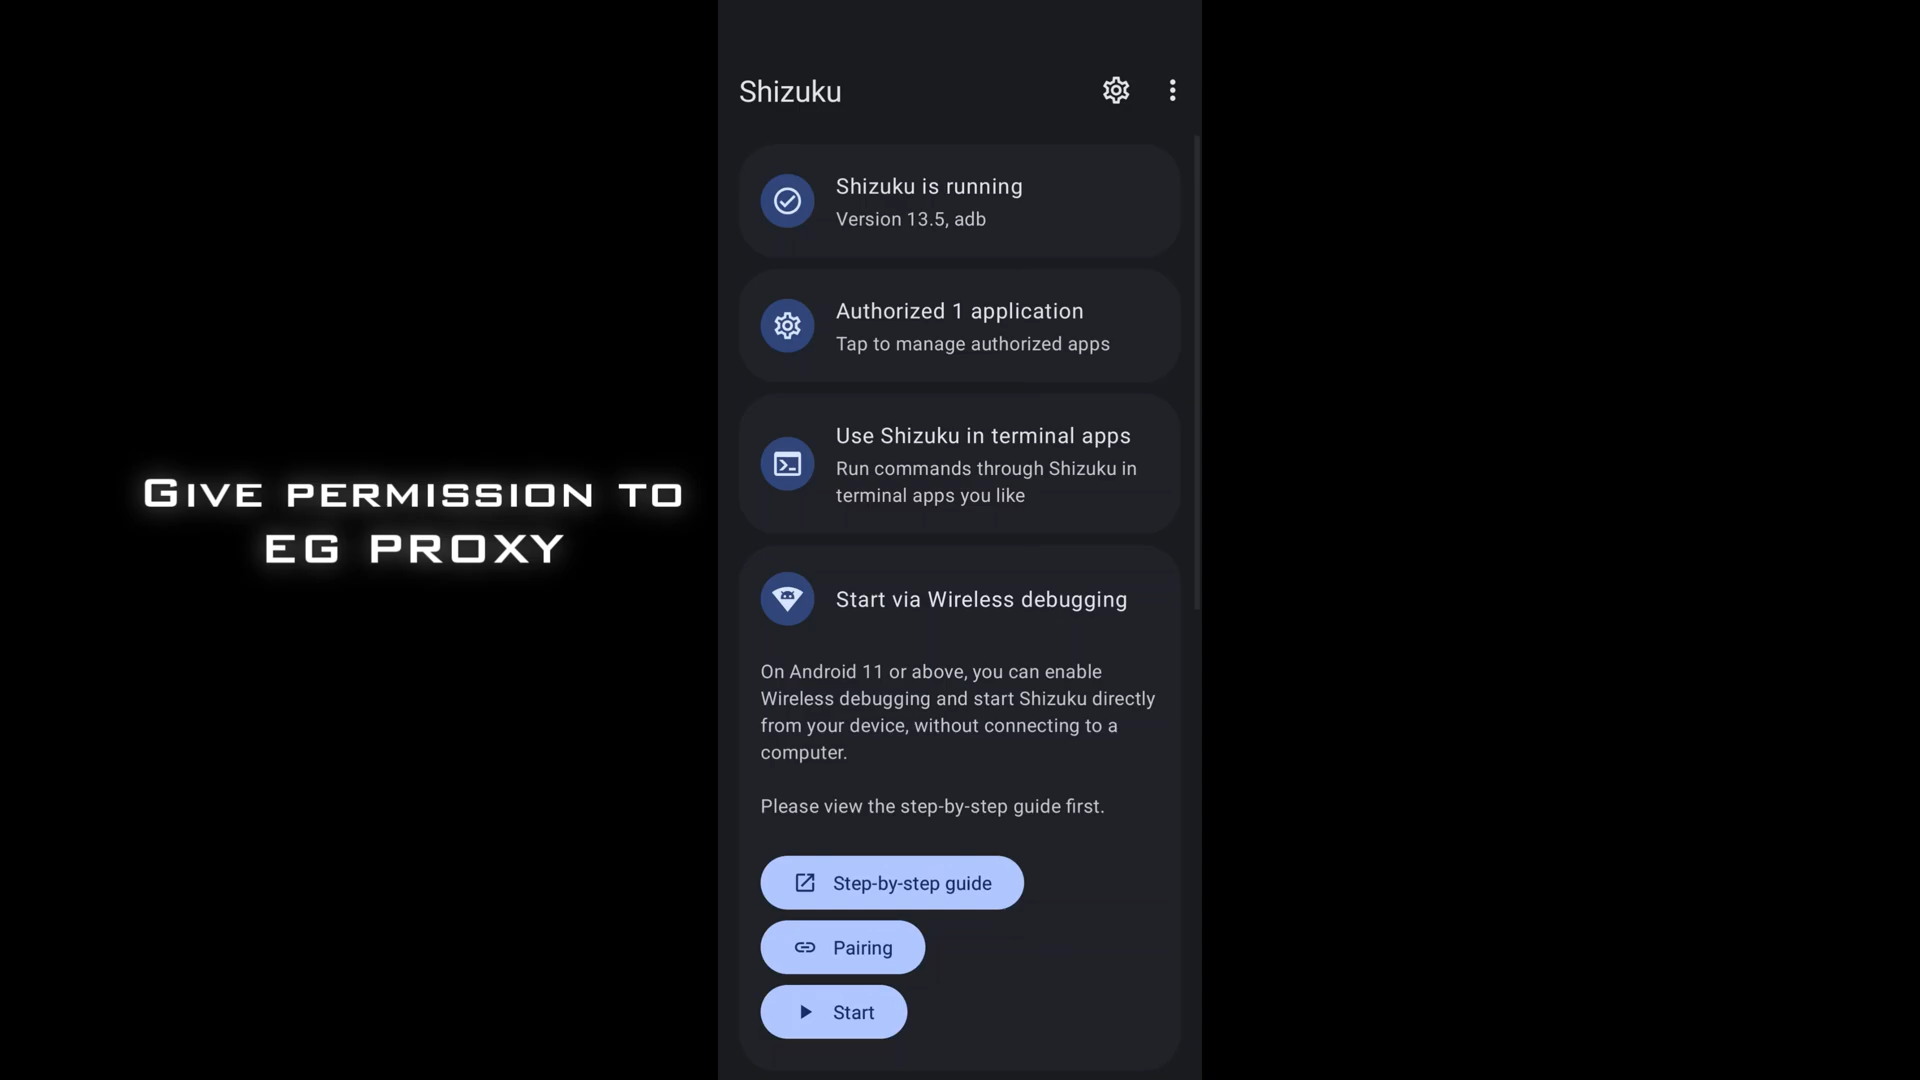 Give permission to
EG PROXY
Shizuku
Shizuku is running
Version 13.5, adb
Authorized 1 application
Tap to manage authorized apps
Use Shizuku in terminal apps
Run commands through Shizuku in
terminal apps you like
Start via Wireless debugging
On Android 11 or above, you can enable
Wireless debugging and start Shizuku directly
from your device, without connecting to a
computer.
Please view the step-by-step guide first.
Step-by-step guide
Pairing
Start